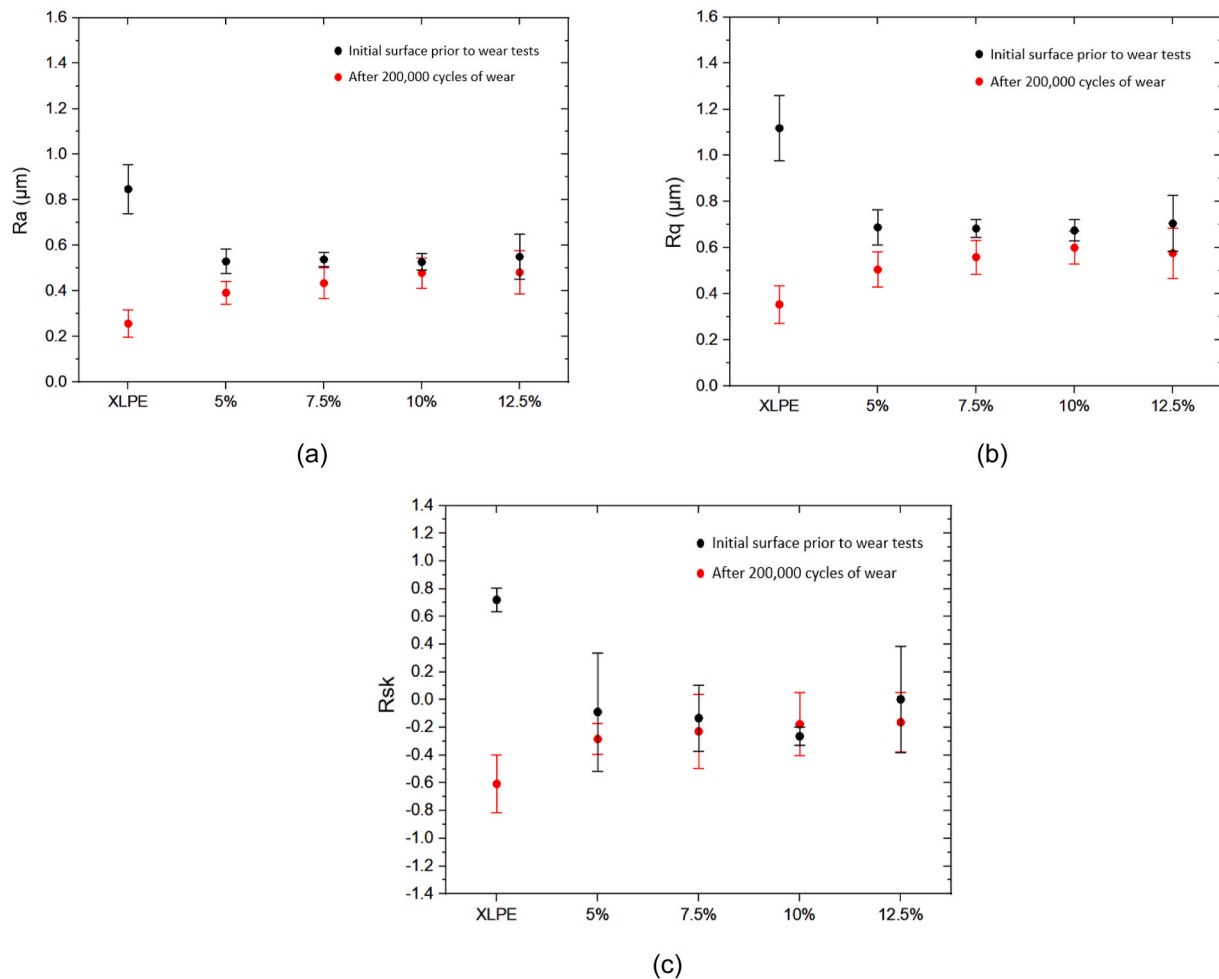 1.6
1.4
1.2
1.0
0.8
0.6
0.4
0.2
0.0
Ra (µm)
Initial surface prior to wear tests
After 200,000 cycles of wear
XLPE 5% 7.5% 10% 12.5%
(a)
1.6
1.4
1.2
1.0
0.8
0.6
0.4
0.2
0.0
Rq (µm)
Initial surface prior to wear tests
After 200,000 cycles of wear
XLPE 5% 7.5% 10% 12.5%
(b)
1.4
1.2
1.0
0.8
0.6
0.4
0.2
0.0
-0.2
-0.4
-0.6
-0.8
-1.0
-1.2
-1.4
Rsk
Initial surface prior to wear tests
After 200,000 cycles of wear
XLPE 5% 7.5% 10% 12.5%
(c)